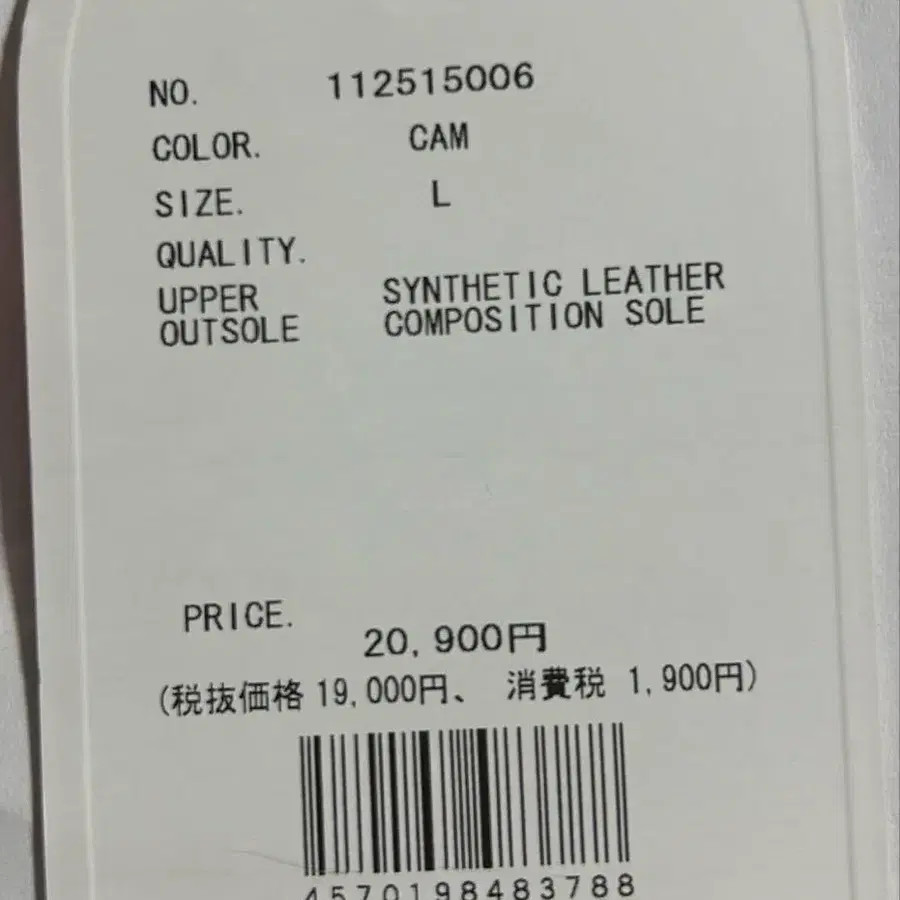 NO. 112515006
COLOR. CAM
SIZE. L
QUALITY.
UPPER SYNTHETIC LEATHER
OUTSOLE COMPOSITION SOLE
PRICE.
20,900円
(税抜価格 19,000円、 消費税 1,900円)
4570198483788